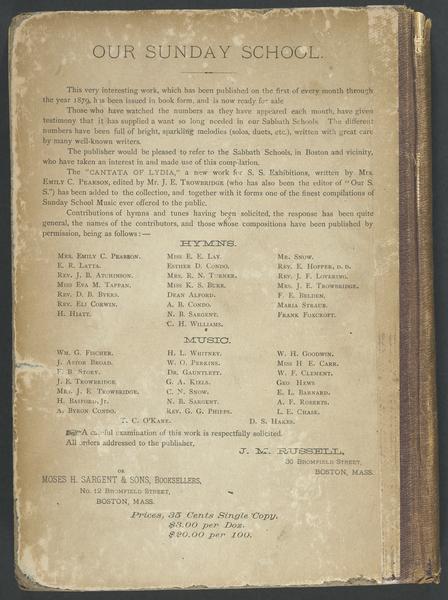 OUR SUNDAY SCHOOL.
This very interesting work, which has been published on the first of every month through
the year 1879, has been issued in book form, and is now ready for sale
Those who have watched the numbers as they have appeared each month, have given
testimony that it has supplied a want so long needed in our Sabbath Schools The different
numbers have been full of bright, sparkling melodies (solos, duets, etc.), written with great care
by many well-known writers.
The publisher would be pleased to refer to the Sabbath Schools, in Boston and vicinity,
who have taken an interest in and made use of this compilation.
The "CANTATA OF LYDIA," a new work for S. S. Exhibitions, written by Mrs.
Emily C. Pearson, edited by Mr. J. E. Trowbridge (who has also been the editor of "Our S.
S.") has been added to the collection, and together with it forms one of the finest compilations of
Sunday School Music ever offered to the public.
Contributions of hymns and tunes having been solicited, the response has been quite
general, the names of the contributors, and those whose compositions have been published by
permission, being as follows:—
HYMNS.
Mrs. Emily C. Pearson. Miss E. E. Lay. Mr. Snow.
E. R. Latta. Esther D. Condo. Rev. E. Hopper, D. D.
Rev. J. B. Atchinson. Mrs. R. N. Turner. Rev. J. F. Lovering.
Miss Eva M. Tappan. Miss K. S. Burr. Mrs. J. E. Trowbridge.
Rev. D. B. Byers. Dean Alford. F. E. Belden.
Rev. Eli Corwin. A. B. Condo. Maria Straub.
H. Hiatt. N. B. Sargent. Frank Foxcroft.
C. H. Williams.
MUSIC.
Wm. G. Fischer. H. L. Whitney. W. H. Goodwin.
J. Astor Broad. W. O. Perkins. Miss H E. Carr.
F. B. Story. Dr. Gauntlett. W. F. Clement.
J. E. Trowbridge G. A. Kiels. Geo Hews
Mrs. J. E. Trowbridge. C. N. Snow. E. L. Barnard.
H. Basford, Jr. N. B. Sargent. A. F. Roberts.
A. Byron Condo. Rev. G. G. Phipps. L. E. Chase.
T. C. O'Kane. D. S. Hakes.
☞ A careful examination of this work is respectfully solicited.
All orders addressed to the publisher,
J. M. RUSSELL,
30 Bromfield Street,
BOSTON, MASS.
or
MOSES H. SARGENT & SONS, Booksellers,
No. 12 Bromfield Street,
BOSTON, MASS.
Prices, 35 Cents Single Copy.
$3.00 per Doz.
$20.00 per 100.